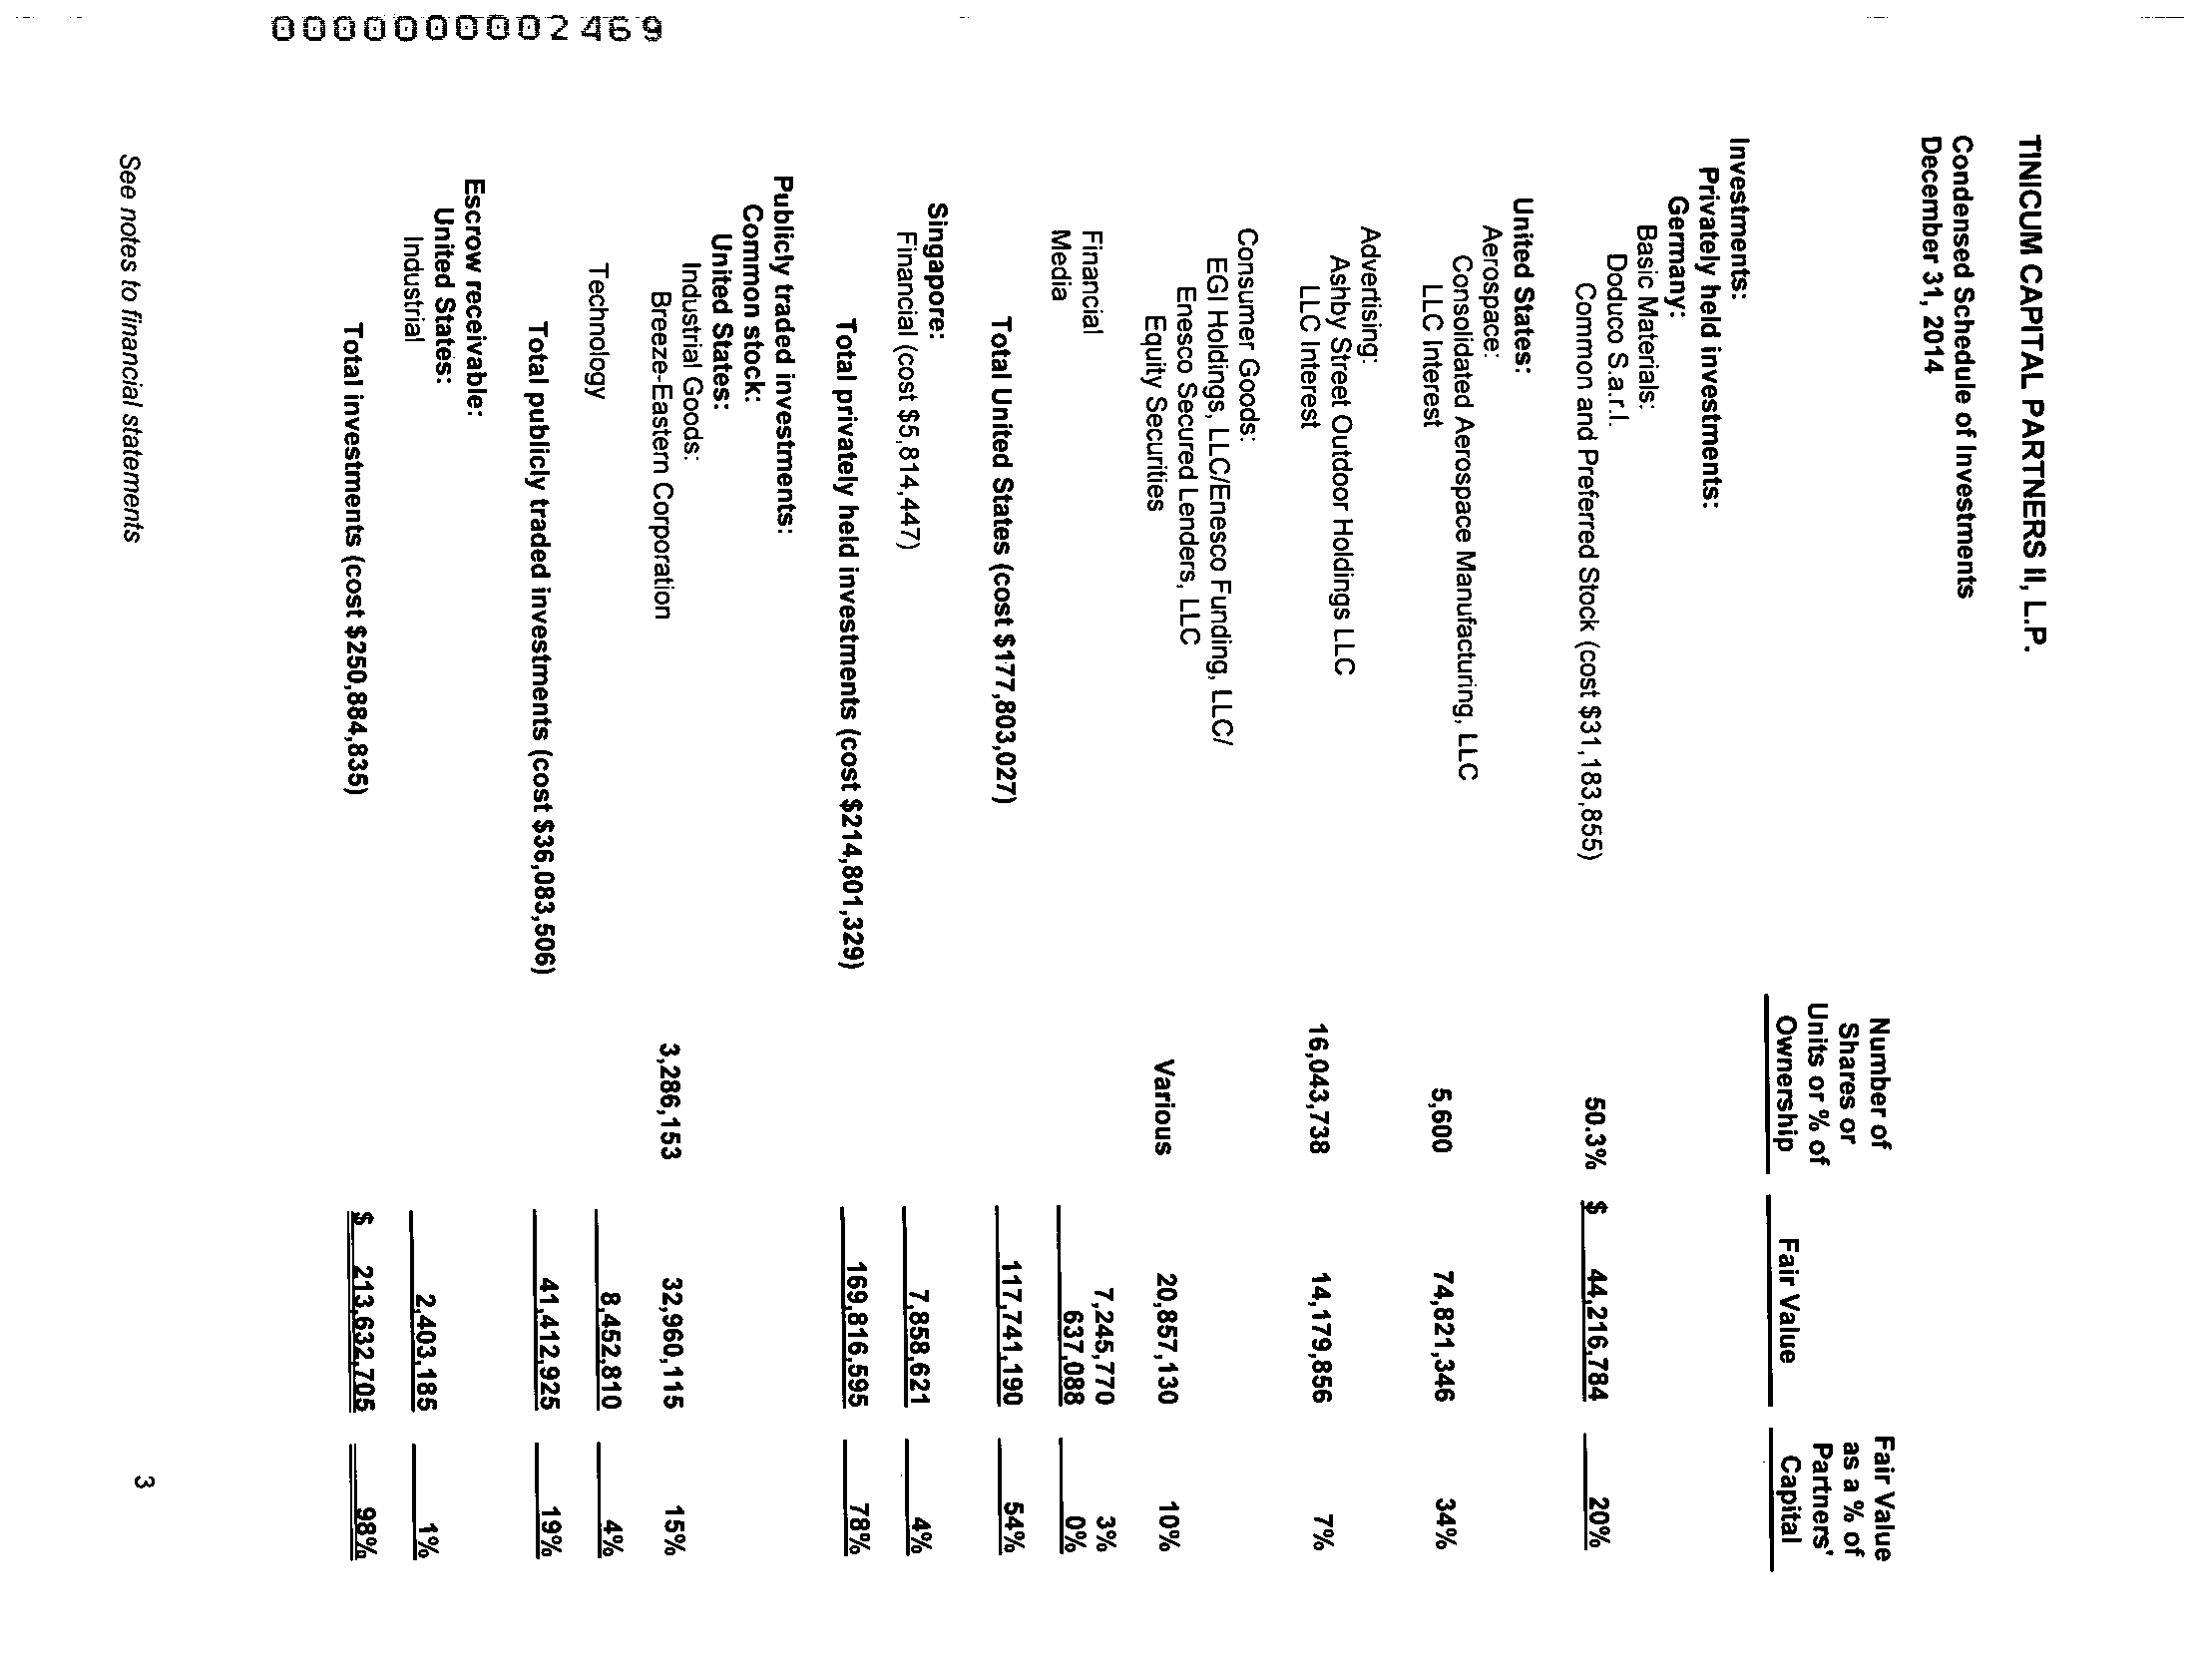 TINICUM CAPITAL PARTNERS II, L.P.
Condensed Schedule of Investments
December 31, 2014
Number of Shares or Units or % of Ownership Fair Value Fair Value as a % of Partners' Capital
Investments:
Privately held investments:
Germany:
Basic Materials:
Doduco S.a.r.l.
Common and Preferred Stock (cost $31,183,855) 50.3% $ 44,216,784 20%
United States:
Aerospace:
Consolidated Aerospace Manufacturing, LLC
LLC Interest 5,600 74,821,346 34%
Advertising:
Ashby Street Outdoor Holdings LLC
LLC Interest 16,043,738 14,179,856 7%
Consumer Goods:
EGI Holdings, LLC/Enesco Funding, LLC/
Enesco Secured Lenders, LLC
Equity Securities Various 20,857,130 10%
Financial 7,245,770 3%
Media 637,088 0%
Total United States (cost $177,803,027) 117,741,190 54%
Singapore:
Financial (cost $5,814,447) 7,858,621 4%
Total privately held investments (cost $214,801,329) 169,816,595 78%
Publicly traded investments:
Common stock:
United States:
Industrial Goods:
Breeze-Eastern Corporation 3,286,153 32,960,115 15%
Technology 8,452,810 4%
Total publicly traded investments (cost $36,083,506) 41,412,925 19%
Escrow receivable:
United States:
Industrial 2,403,185 1%
Total investments (cost $250,884,835) $ 213,632,705 98%
See notes to financial statements 3
0000000002469